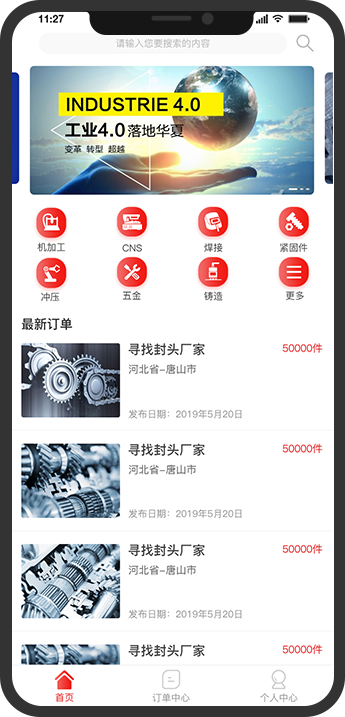 11:27
请输入您要搜索的内容
INDUSTRIE 4.0
工业4.0 落地华夏
变革 转型 超越
机加工 CNS 焊接 紧固件
冲压 五金 铸造 更多
最新订单
寻找封头厂家 50000件
河北省-唐山市
发布日期：2019年5月20日
寻找封头厂家 50000件
河北省-唐山市
发布日期：2019年5月20日
寻找封头厂家 50000件
河北省-唐山市
发布日期：2019年5月20日
寻找封头厂家 50000件
首页 订单中心 个人中心